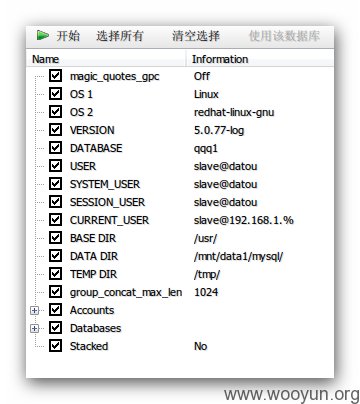 开始 选择所有 清空选择 使用该数据库
Name Information
magic_quotes_gpc Off
OS 1 Linux
OS 2 redhat-linux-gnu
VERSION 5.0.77-log
DATABASE qqq1
USER slave@datou
SYSTEM_USER slave@datou
SESSION_USER slave@datou
CURRENT_USER slave@192.168.1.%
BASE DIR /usr/
DATA DIR /mnt/data1/mysql/
TEMP DIR /tmp/
group_concat_max_len 1024
Accounts
Databases
Stacked No
www.wooyun.org